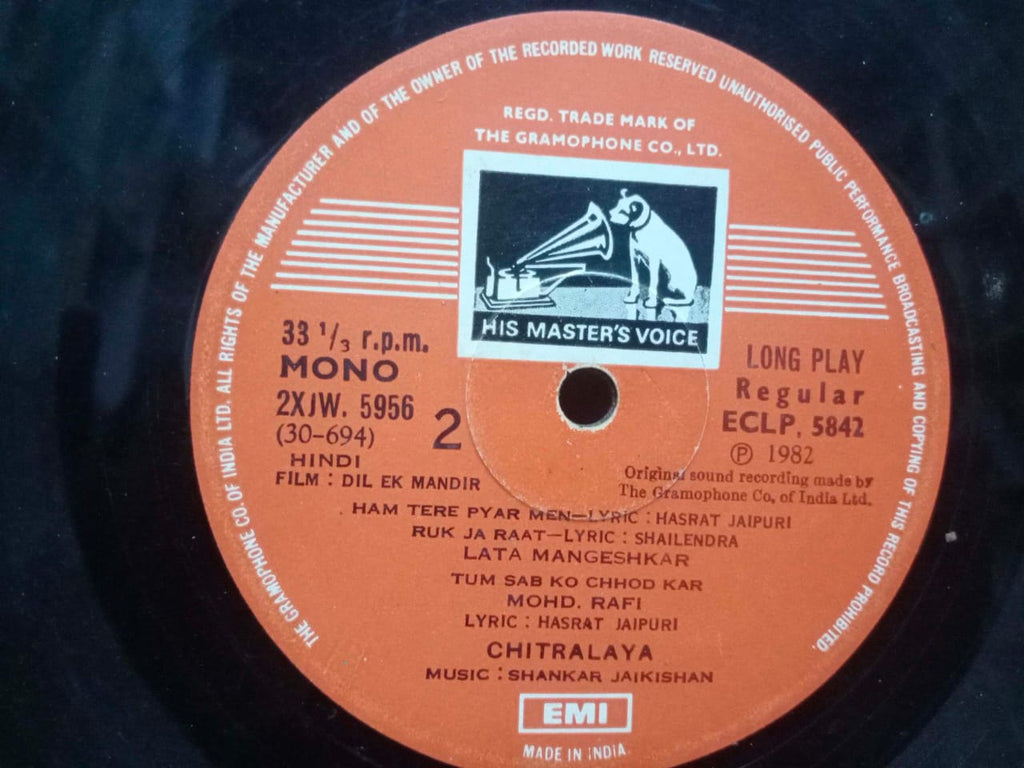 THE GRAMOPHONE CO. OF INDIA LTD. ALL RIGHTS OF THE MANUFACTURER AND OF THE OWNER OF THE RECORDED WORK RESERVED UNAUTHORISED PUBLIC PERFORMANCE BROADCASTING AND COPYING OF THIS RECORD PROHIBITED.
REGD. TRADE MARK OF
THE GRAMOPHONE CO., LTD.
HIS MASTER'S VOICE
33 1/3 r.p.m.
MONO
2XJW. 5956
(30-694)
2
HINDI
FILM : DIL EK MANDIR
LONG PLAY
Regular
ECLP. 5842
Ⓟ 1982
Original sound recording made by
The Gramophone Co. of India Ltd.
HAM TERE PYAR MEN—LYRIC : HASRAT JAIPURI
RUK JA RAAT—LYRIC : SHAILENDRA
LATA MANGESHKAR
TUM SAB KO CHHOD KAR
MOHD. RAFI
LYRIC : HASRAT JAIPURI
CHITRALAYA
MUSIC : SHANKAR JAIKISHAN
EMI
MADE IN INDIA